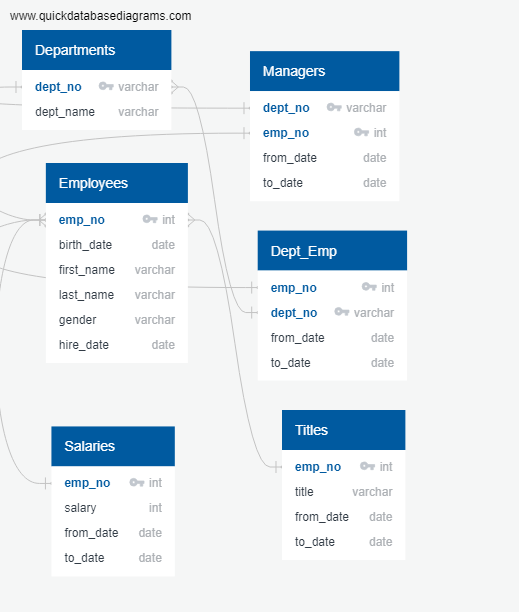 www.quickdatabasediagrams.com
Departments
dept_no varchar
dept_name varchar
Managers
dept_no varchar
emp_no int
from_date date
to_date date
Employees
emp_no int
birth_date date
first_name varchar
last_name varchar
gender varchar
hire_date date
Dept_Emp
emp_no int
dept_no varchar
from_date date
to_date date
Salaries
emp_no int
salary int
from_date date
to_date date
Titles
emp_no int
title varchar
from_date date
to_date date